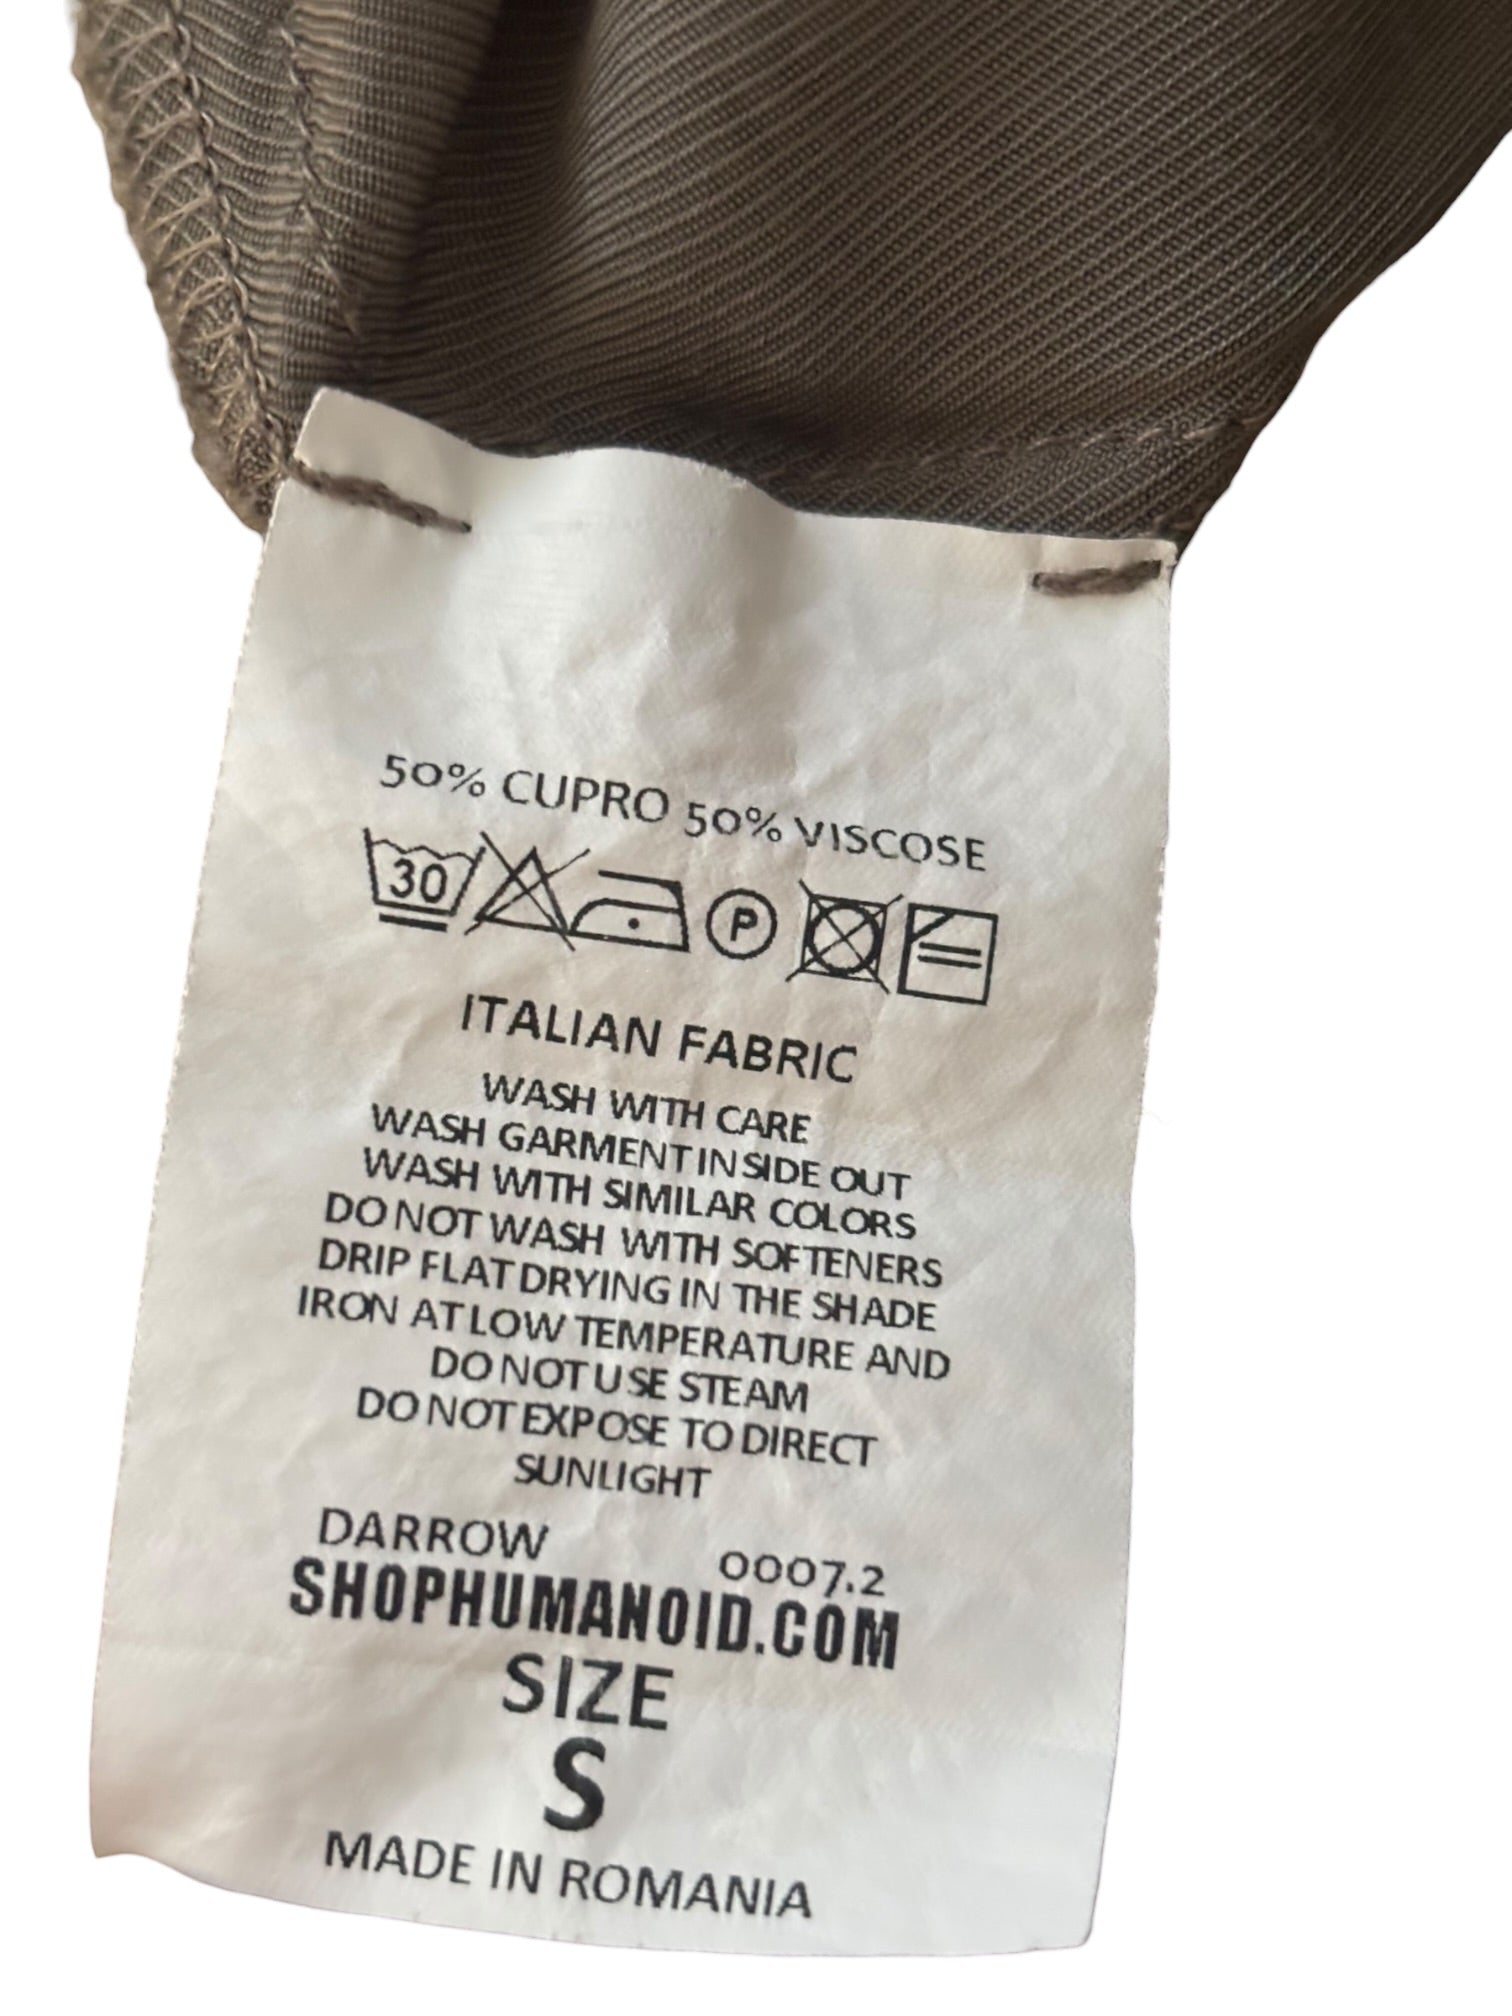 50% CUPRO 50% VISCOSE
30 P
ITALIAN FABRIC
WASH WITH CARE
WASH GARMENT INSIDE OUT
WASH WITH SIMILAR COLORS
DO NOT WASH WITH SOFTENERS
DRIP FLAT DRYING IN THE SHADE
IRON AT LOW TEMPERATURE AND
DO NOT USE STEAM
DO NOT EXPOSE TO DIRECT
SUNLIGHT
DARROW 0007.2
SHOPHUMANOID.COM
SIZE
S
MADE IN ROMANIA